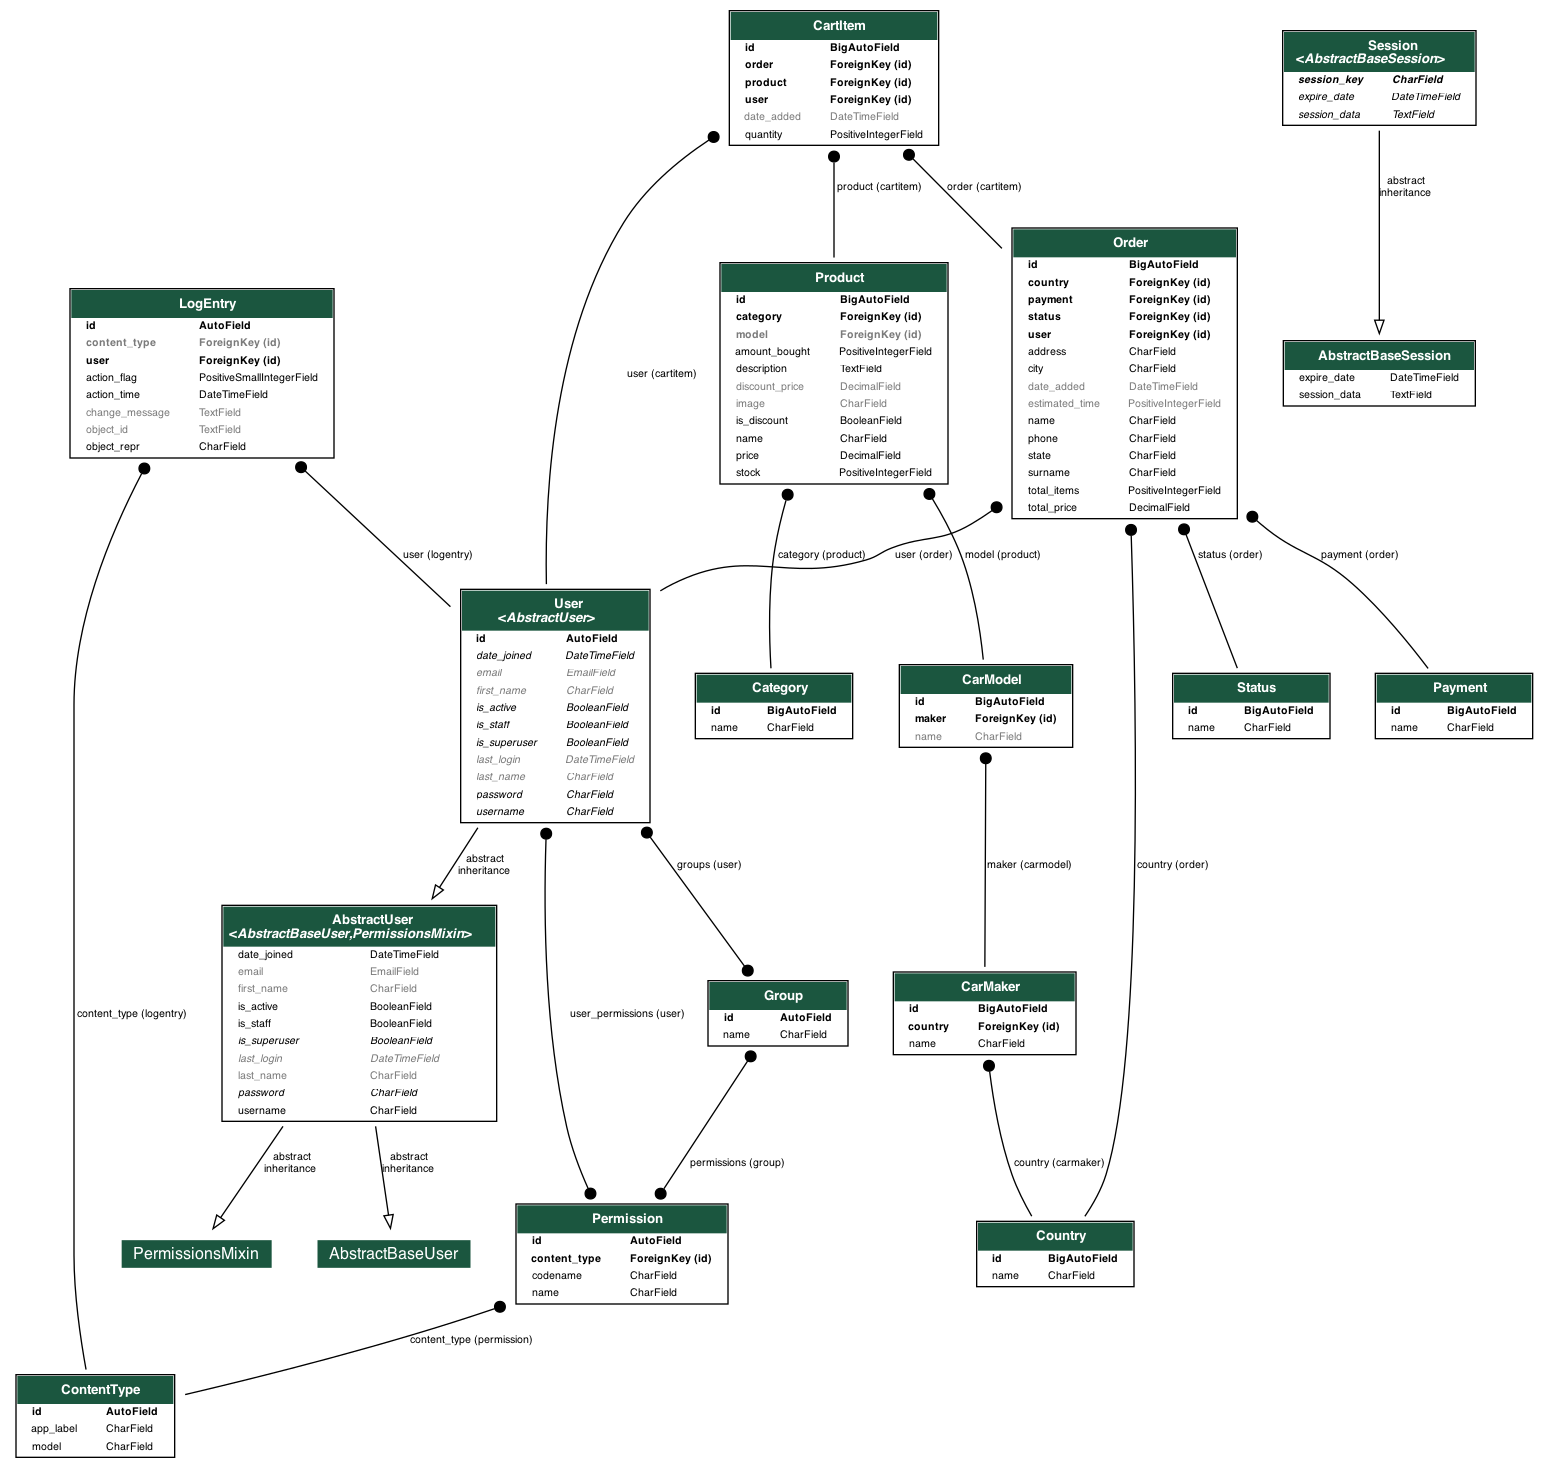 CartItem
id BigAutoField
order ForeignKey (id)
product ForeignKey (id)
user ForeignKey (id)
date_added DateTimeField
quantity PositiveIntegerField
Session
<AbstractBaseSession>
session_key CharField
expire_date DateTimeField
session_data TextField
product (cartitem)
order (cartitem)
abstract
inheritance
Order
id BigAutoField
country ForeignKey (id)
payment ForeignKey (id)
status ForeignKey (id)
user ForeignKey (id)
address CharField
city CharField
date_added DateTimeField
estimated_time PositiveIntegerField
name CharField
phone CharField
state CharField
surname CharField
total_items PositiveIntegerField
total_price DecimalField
Product
id BigAutoField
category ForeignKey (id)
model ForeignKey (id)
amount_bought PositiveIntegerField
description TextField
discount_price DecimalField
image CharField
is_discount BooleanField
name CharField
price DecimalField
stock PositiveIntegerField
LogEntry
id AutoField
content_type ForeignKey (id)
user ForeignKey (id)
action_flag PositiveSmallIntegerField
action_time DateTimeField
change_message TextField
object_id TextField
object_repr CharField
AbstractBaseSession
expire_date DateTimeField
session_data TextField
user (cartitem)
user (logentry)
category (product)
user (order)
model (product)
status (order)
payment (order)
User
<AbstractUser>
id AutoField
date_joined DateTimeField
email EmailField
first_name CharField
is_active BooleanField
is_staff BooleanField
is_superuser BooleanField
last_login DateTimeField
last_name CharField
password CharField
username CharField
Category
id BigAutoField
name CharField
CarModel
id BigAutoField
maker ForeignKey (id)
name CharField
Status
id BigAutoField
name CharField
Payment
id BigAutoField
name CharField
abstract
inheritance
groups (user)
maker (carmodel)
country (order)
AbstractUser
<AbstractBaseUser,PermissionsMixin>
date_joined DateTimeField
email EmailField
first_name CharField
is_active BooleanField
is_staff BooleanField
is_superuser BooleanField
last_login DateTimeField
last_name CharField
password CharField
username CharField
content_type (logentry)
user_permissions (user)
Group
id AutoField
name CharField
CarMaker
id BigAutoField
country ForeignKey (id)
name CharField
abstract
inheritance
abstract
inheritance
permissions (group)
country (carmaker)
PermissionsMixin
AbstractBaseUser
Permission
id AutoField
content_type ForeignKey (id)
codename CharField
name CharField
Country
id BigAutoField
name CharField
content_type (permission)
ContentType
id AutoField
app_label CharField
model CharField